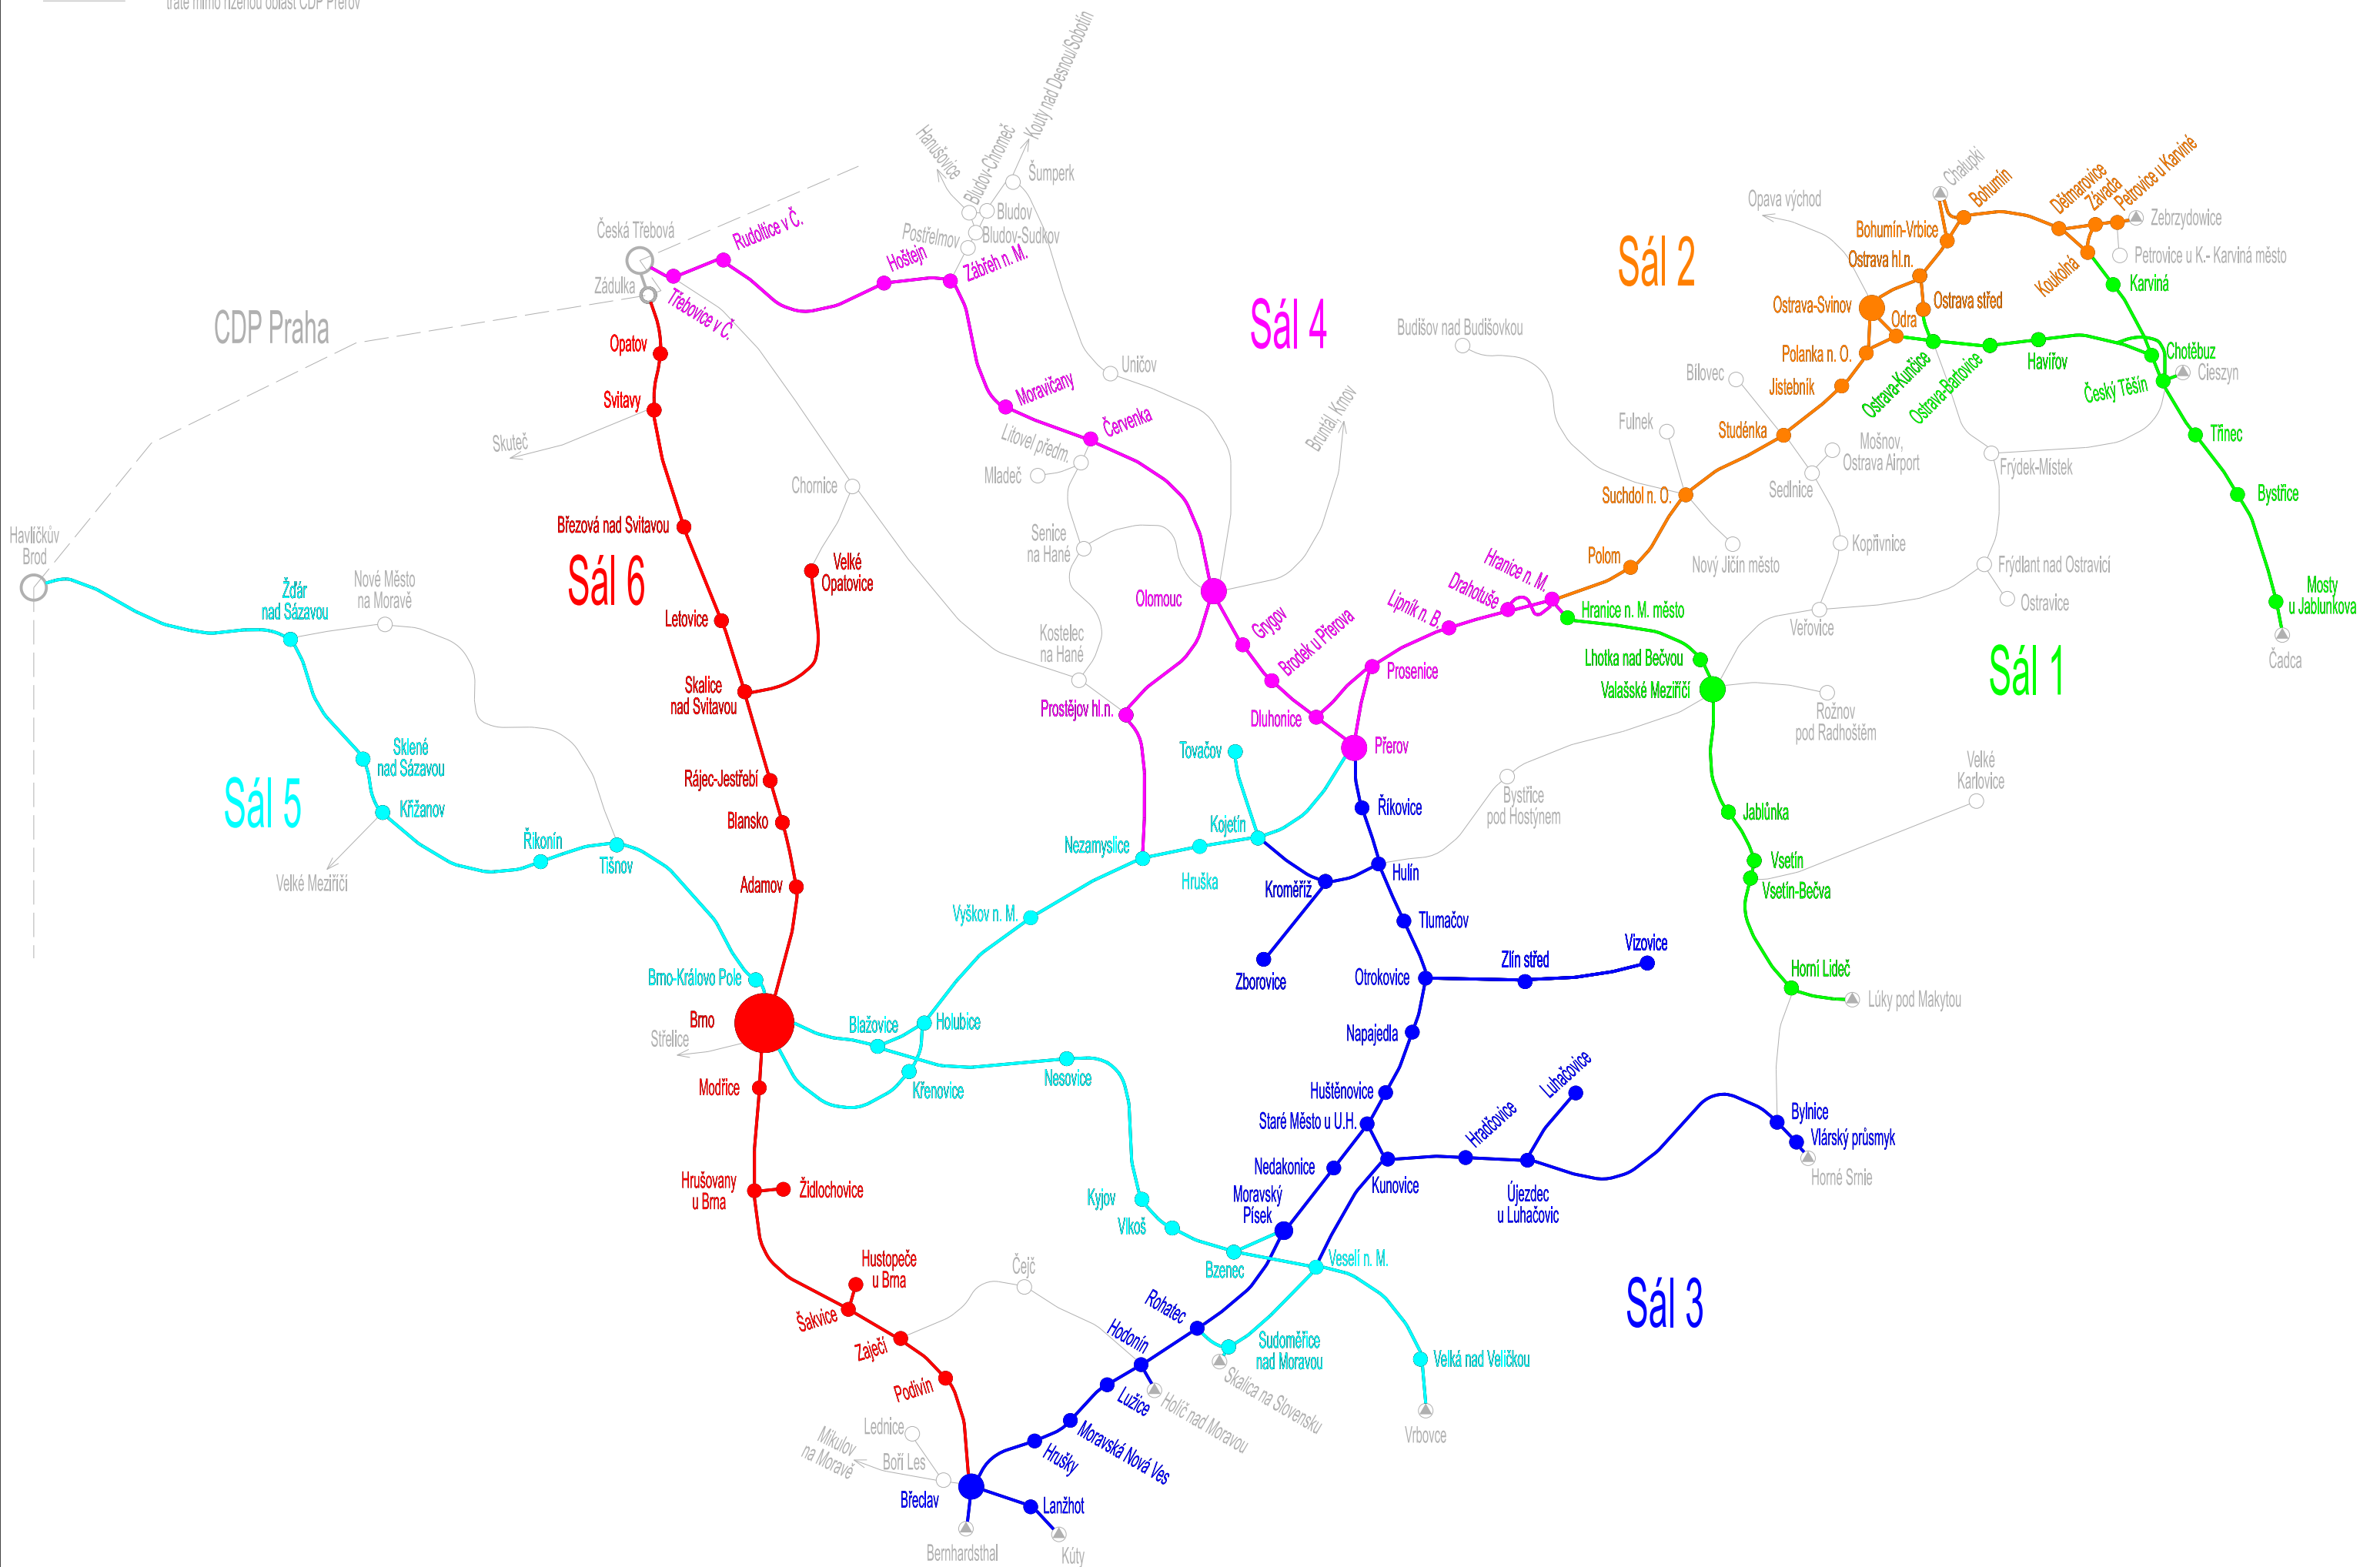 tratě mimo řízenou oblast CDP Přerov
Kouty nad Desnou/Sobotín
Hanušovice
Bludov-Chromeč
Šumperk
Bludov
Postřelmov
Bludov-Sudkov
Česká Třebová
Zádulka
CDP Praha
Rudoltice v Č.
Třebovice v Č.
Hoštejn
Zábřeh n. M.
Sál 4
Moravičany
Červenka
Litovel předm.
Mladeč
Uničov
Bruntál, Krnov
Senice
na Hané
Kostelec
na Hané
Olomouc
Grygov
Brodek u Přerova
Dluhonice
Prosenice
Přerov
Lipník n. B.
Drahotuše
Hranice n. M.
Prostějov hl.n.
Sál 2
Opava východ
Chałupki
Bohumín
Bohumín-Vrbice
Ostrava hl.n.
Ostrava-Svinov
Ostrava střed
Odra
Polanka n. O.
Jistebník
Studénka
Suchdol n. O.
Polom
Dětmarovice
Závada
Petrovice u Karviné
Zebrzydowice
Petrovice u K.- Karviná město
Koukolná
Karviná
Chotěbuz
Cieszyn
Český Těšín
Havířov
Ostrava-Bartovice
Ostrava-Kunčice
Třinec
Bystřice
Mosty
u Jablunkova
Čadca
Budišov nad Budišovkou
Bílovec
Fulnek
Mošnov,
Ostrava Airport
Sedlnice
Nový Jičín město
Kopřivnice
Frýdek-Místek
Frýdlant nad Ostravicí
Ostravice
Veřovice
Sál 1
Hranice n. M. město
Lhotka nad Bečvou
Valašské Meziříčí
Rožnov
pod Radhoštěm
Velké
Karlovice
Bystřice
pod Hostýnem
Jablůnka
Vsetín
Vsetín-Bečva
Horní Lideč
Lúky pod Makytou
Opatov
Svitavy
Skuteč
Březová nad Svitavou
Sál 6
Chornice
Velké
Opatovice
Letovice
Skalice
nad Svitavou
Rájec-Jestřebí
Blansko
Adamov
Havlíčkův
Brod
Žďár
nad Sázavou
Nové Město
na Moravě
Sklené
nad Sázavou
Sál 5
Křižanov
Velké Meziříčí
Řikonín
Tišnov
Brno-Královo Pole
Brno
Střelice
Modřice
Hrušovany
u Brna
Židlochovice
Hustopeče
u Brna
Šakvice
Zaječí
Podivín
Čejč
Lednice
Boří Les
Mikulov
na Moravě
Břeclav
Bernhardsthal
Lanžhot
Kúty
Hrušky
Moravská Nová Ves
Lužice
Hodonín
Holíč nad Moravou
Rohatec
Sudoměřice
nad Moravou
Skalica na Slovensku
Tovačov
Kojetín
Nezamyslice
Hruška
Vyškov n. M.
Blažovice
Holubice
Křenovice
Nesovice
Kyjov
Vlkoš
Bzenec
Veselí n. M.
Velká nad Veličkou
Vrbovce
Říkovice
Hulín
Kroměříž
Zborovice
Tlumačov
Otrokovice
Zlín střed
Vizovice
Napajedla
Huštěnovice
Staré Město u U.H.
Nedakonice
Moravský
Písek
Kunovice
Hradčovice
Luhačovice
Újezdec
u Luhačovic
Bylnice
Vlárský průsmyk
Horné Srnie
Sál 3